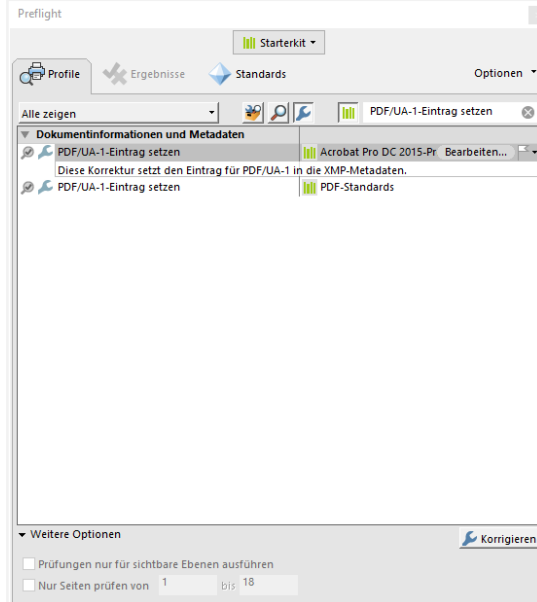 Preflight
Starterkit
Profile Ergebnisse Standards Optionen
Alle zeigen PDF/UA-1-Eintrag setzen
Dokumentinformationen und Metadaten
PDF/UA-1-Eintrag setzen Acrobat Pro DC 2015-Pr Bearbeiten...
Diese Korrektur setzt den Eintrag für PDF/UA-1 in die XMP-Metadaten.
PDF/UA-1-Eintrag setzen PDF-Standards
Weitere Optionen Korrigieren
Prüfungen nur für sichtbare Ebenen ausführen
Nur Seiten prüfen von 1 bis 18